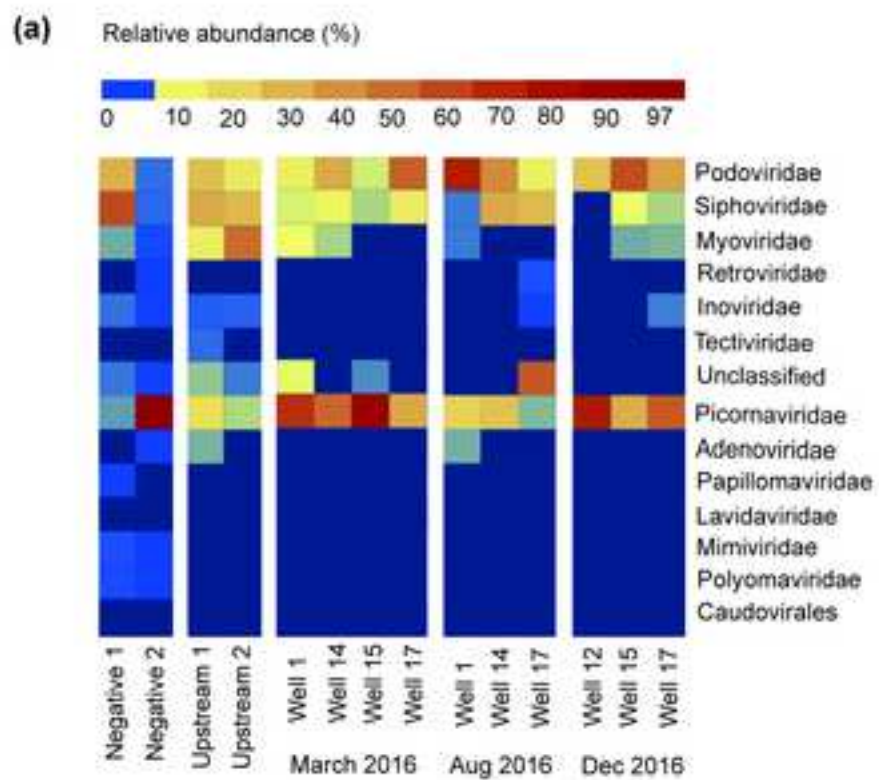 (a)
Relative abundance (%)
0 10 20 30 40 50 60 70 80 90 97
Podoviridae
Siphoviridae
Myoviridae
Retroviridae
Inoviridae
Tectiviridae
Unclassified
Picornaviridae
Adenoviridae
Papillomaviridae
Lavidaviridae
Mimiviridae
Polyomaviridae
Caudovirales
Negative 1
Negative 2
Upstream 1
Upstream 2
Well 1
Well 14
Well 15
Well 17
Well 1
Well 14
Well 17
Well 12
Well 15
Well 17
March 2016 Aug 2016 Dec 2016